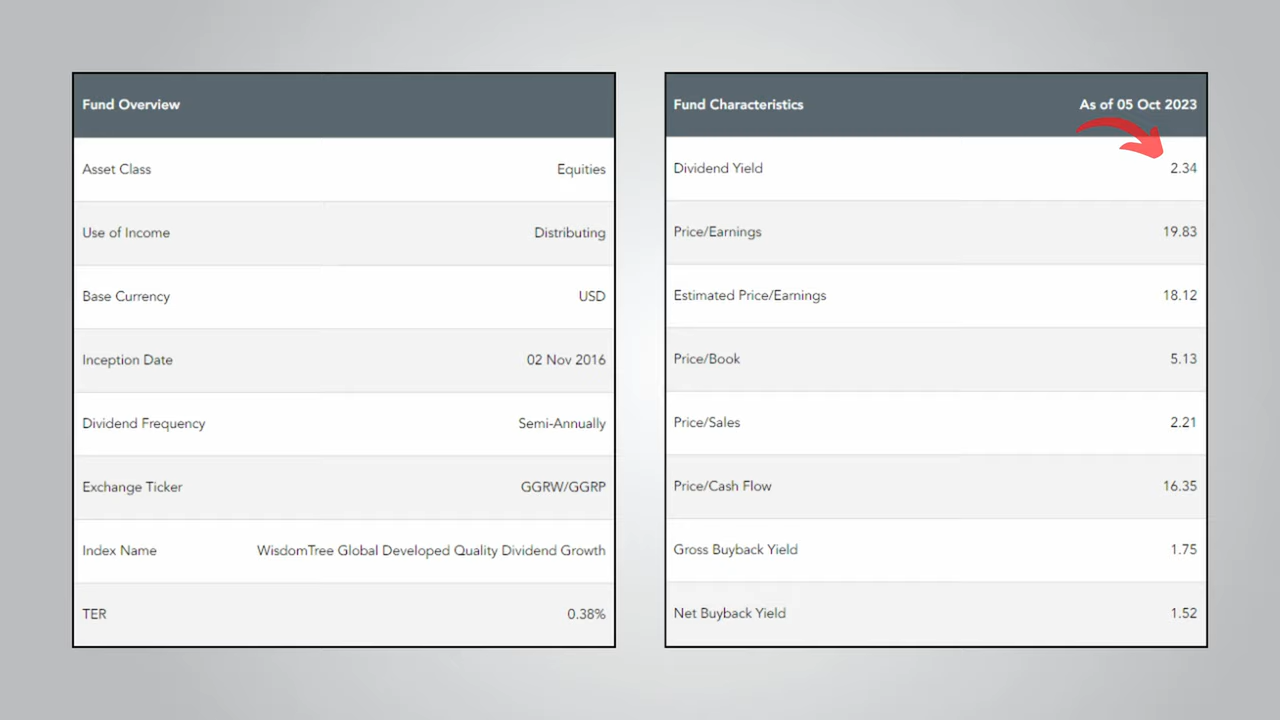 Fund Overview
Asset Class Equities
Use of Income Distributing
Base Currency USD
Inception Date 02 Nov 2016
Dividend Frequency Semi-Annually
Exchange Ticker GGRW/GGRP
Index Name WisdomTree Global Developed Quality Dividend Growth
TER 0.38%
Fund Characteristics As of 05 Oct 2023
Dividend Yield 2.34
Price/Earnings 19.83
Estimated Price/Earnings 18.12
Price/Book 5.13
Price/Sales 2.21
Price/Cash Flow 16.35
Gross Buyback Yield 1.75
Net Buyback Yield 1.52